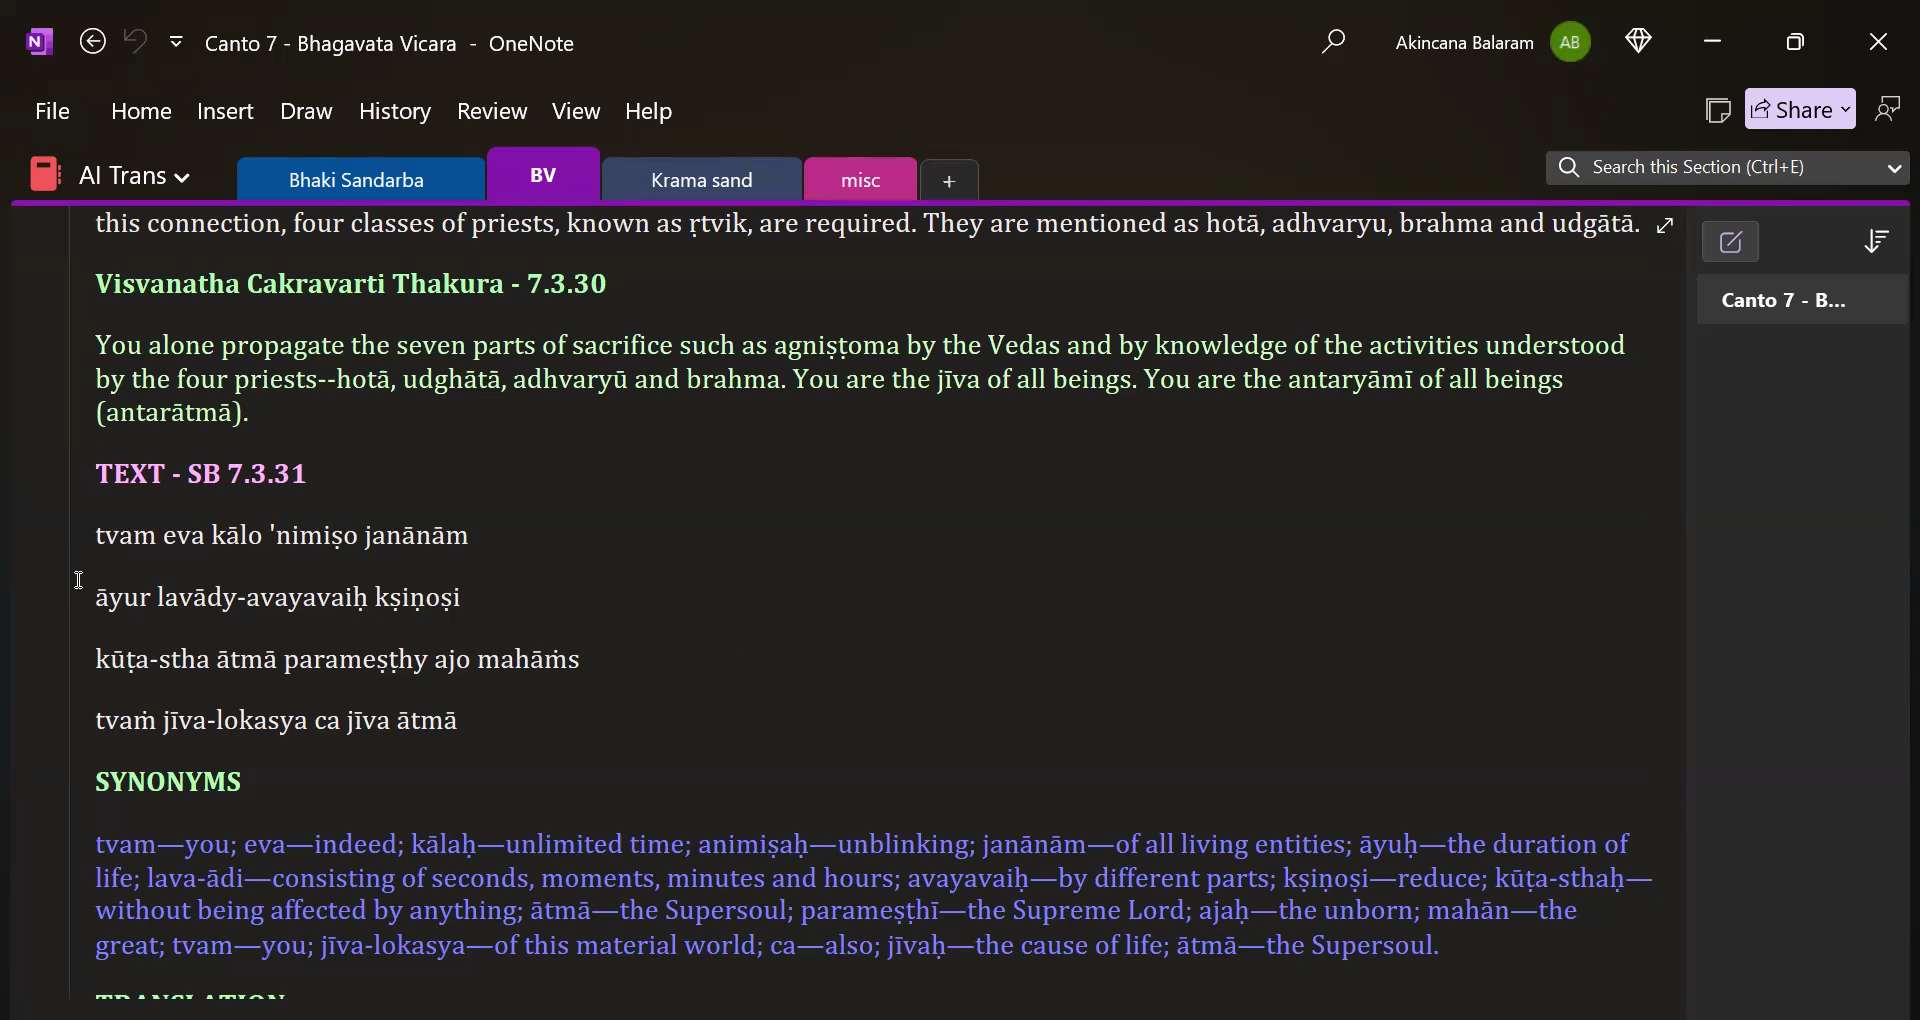 Canto 7 - Bhagavata Vicara - OneNote
Akincana Balaram AB
File Home Insert Draw History Review View Help
Share
AI Trans Bhaki Sandarba BV Krama sand misc +
Search this Section (Ctrl+E)
this connection, four classes of priests, known as ṛtvik, are required. They are mentioned as hotā, adhvaryu, brahma and udgātā.
Canto 7 - B...
Visvanatha Cakravarti Thakura - 7.3.30
You alone propagate the seven parts of sacrifice such as agniṣṭoma by the Vedas and by knowledge of the activities understood
by the four priests--hotā, udghātā, adhvaryū and brahma. You are the jīva of all beings. You are the antaryāmī of all beings
(antarātmā).
TEXT - SB 7.3.31
tvam eva kālo 'nimiṣo janānām
āyur lavādy-avayavaiḥ kṣiṇoṣi
kūṭa-stha ātmā parameṣṭhy ajo mahāṁs
tvaṁ jīva-lokasya ca jīva ātmā
SYNONYMS
tvam—you; eva—indeed; kālaḥ—unlimited time; animiṣaḥ—unblinking; janānām—of all living entities; āyuḥ—the duration of
life; lava-ādi—consisting of seconds, moments, minutes and hours; avayavaiḥ—by different parts; kṣiṇoṣi—reduce; kūṭa-sthaḥ—
without being affected by anything; ātmā—the Supersoul; parameṣṭhī—the Supreme Lord; ajaḥ—the unborn; mahān—the
great; tvam—you; jīva-lokasya—of this material world; ca—also; jīvaḥ—the cause of life; ātmā—the Supersoul.
TRANSLATION